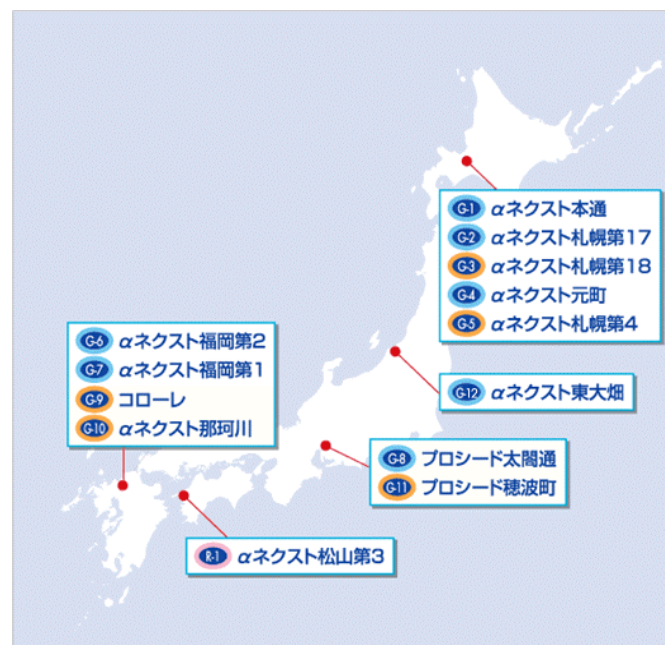 G-1 αネクスト本通
G-2 αネクスト札幌第17
G-3 αネクスト札幌第18
G-4 αネクスト元町
G-5 αネクスト札幌第4
G-6 αネクスト福岡第2
G-7 αネクスト福岡第1
G-9 コローレ
G-10 αネクスト那珂川
G-12 αネクスト東大畑
G-8 プロシード太閤通
G-11 プロシード穂波町
R-1 αネクスト松山第3